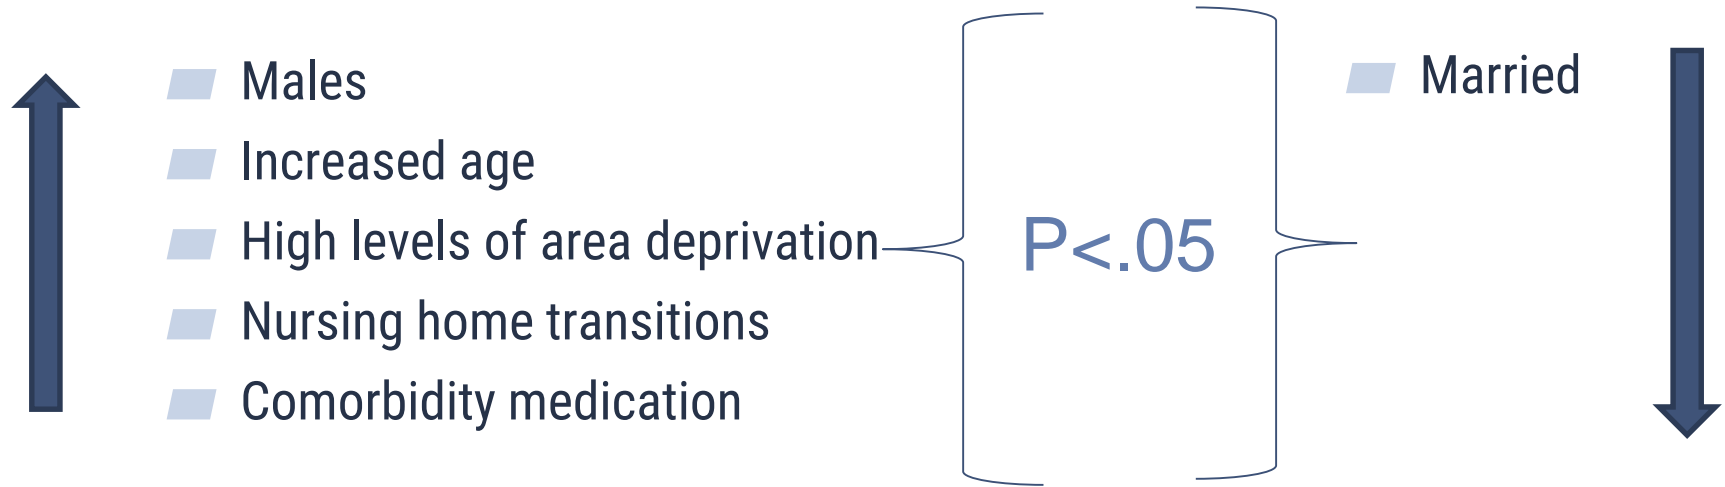 Males
Increased age
High levels of area deprivation
Nursing home transitions
Comorbidity medication
P<.05
Married